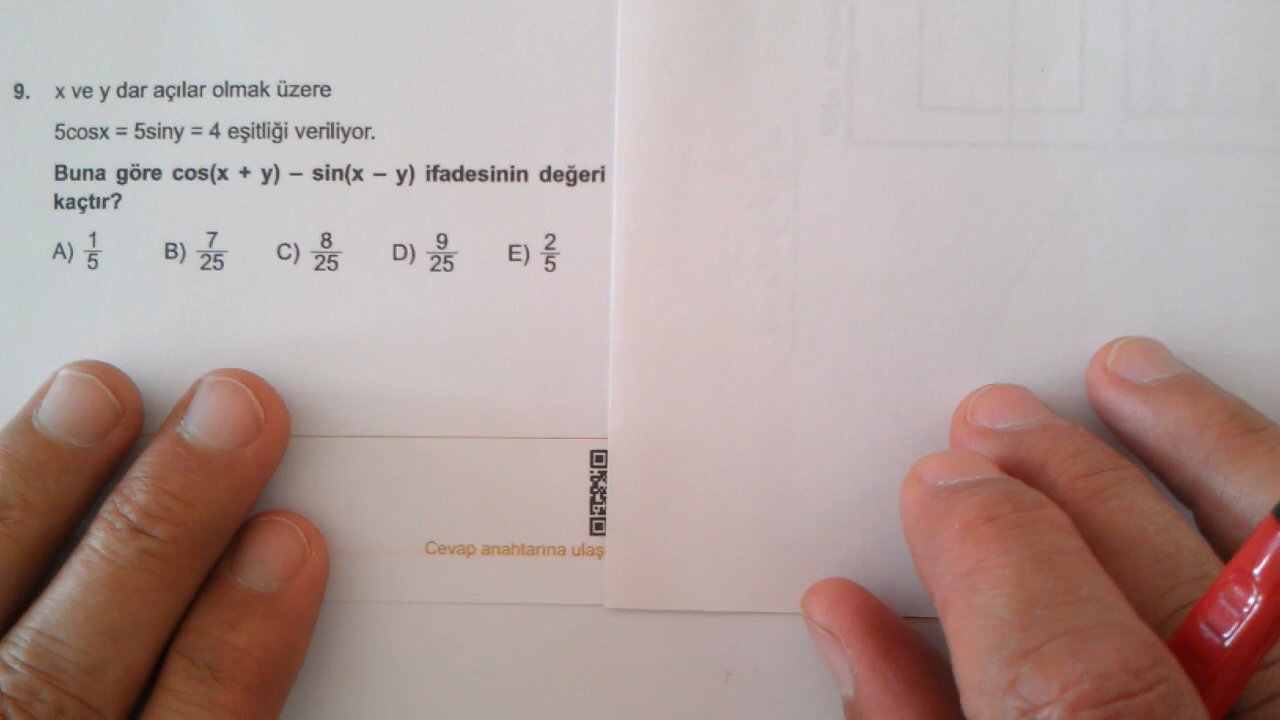 9. x ve y dar açılar olmak üzere
5cosx = 5siny = 4 eşitliği veriliyor.
Buna göre cos(x + y) – sin(x – y) ifadesinin değeri
kaçtır?
A) 1/5 B) 7/25 C) 8/25 D) 9/25 E) 2/5
Cevap anahtarına ulaş